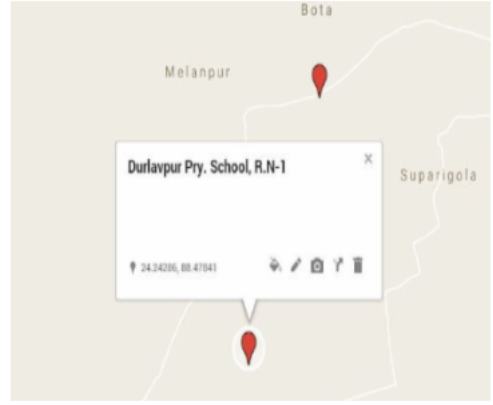 Bota
Melanpur
Suparigola
Durlavpur Pry. School, R.N-1
24.24286, 88.47841